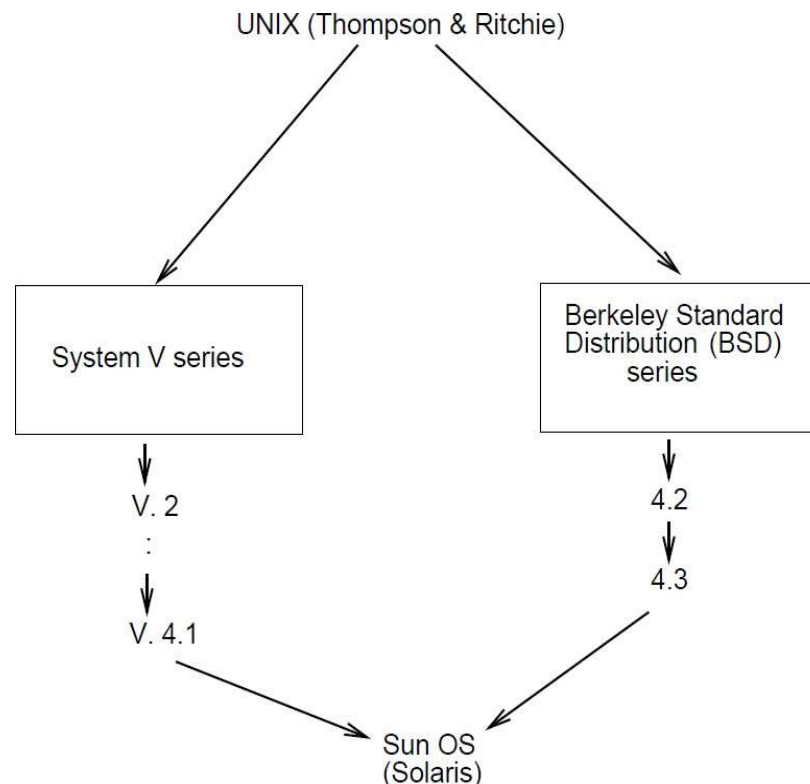 UNIX (Thompson & Ritchie)
System V series
Berkeley Standard
Distribution (BSD)
series
V. 2
:
V. 4.1
4.2
4.3
Sun OS
(Solaris)